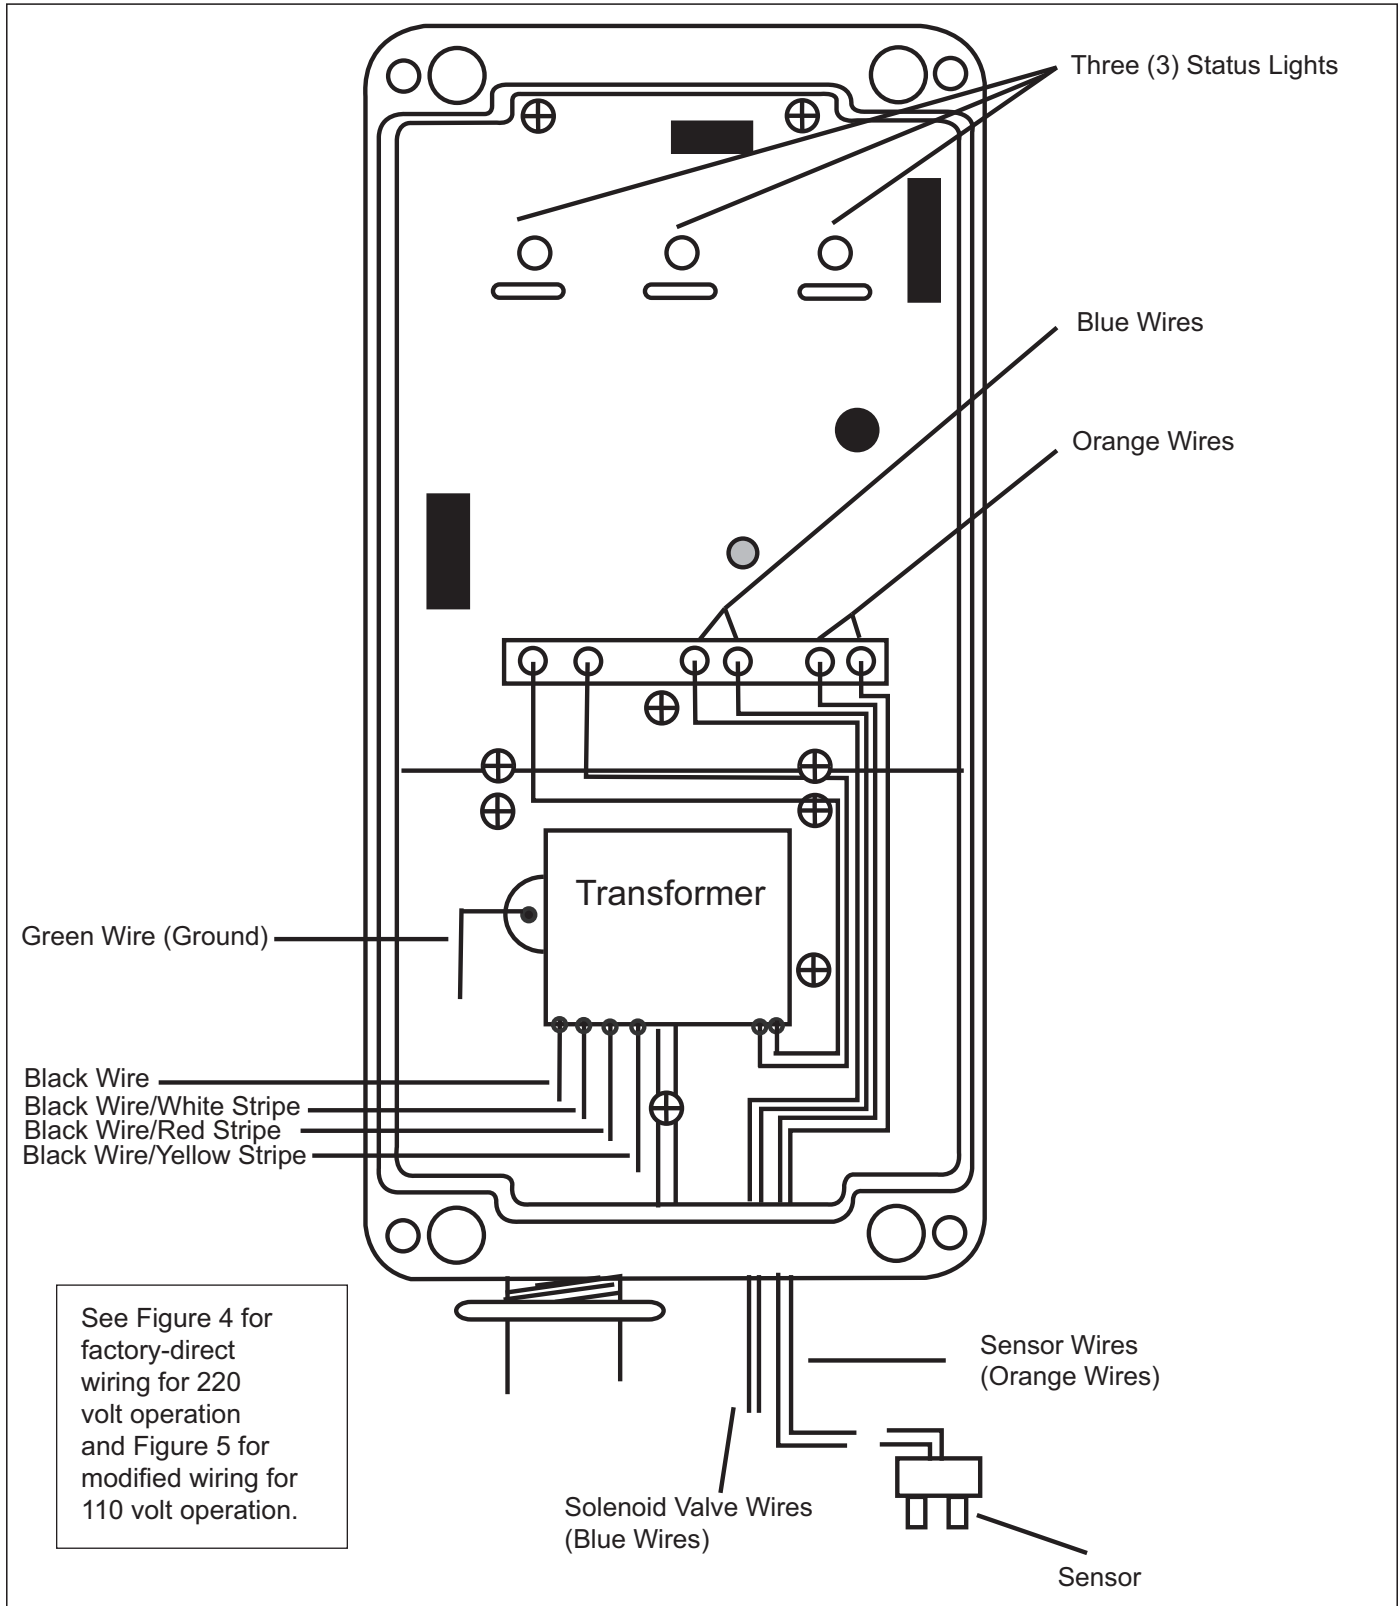 Three (3) Status Lights
Blue Wires
Orange Wires
Transformer
Green Wire (Ground)
Black Wire
Black Wire/White Stripe
Black Wire/Red Stripe
Black Wire/Yellow Stripe
See Figure 4 for
factory-direct
wiring for 220
volt operation
and Figure 5 for
modified wiring for
110 volt operation.
Sensor Wires
(Orange Wires)
Solenoid Valve Wires
(Blue Wires)
Sensor